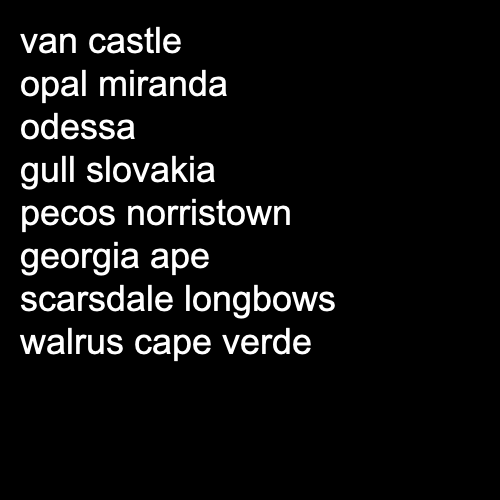 van castle
opal miranda
odessa
gull slovakia
pecos norristown
georgia ape
scarsdale longbows
walrus cape verde